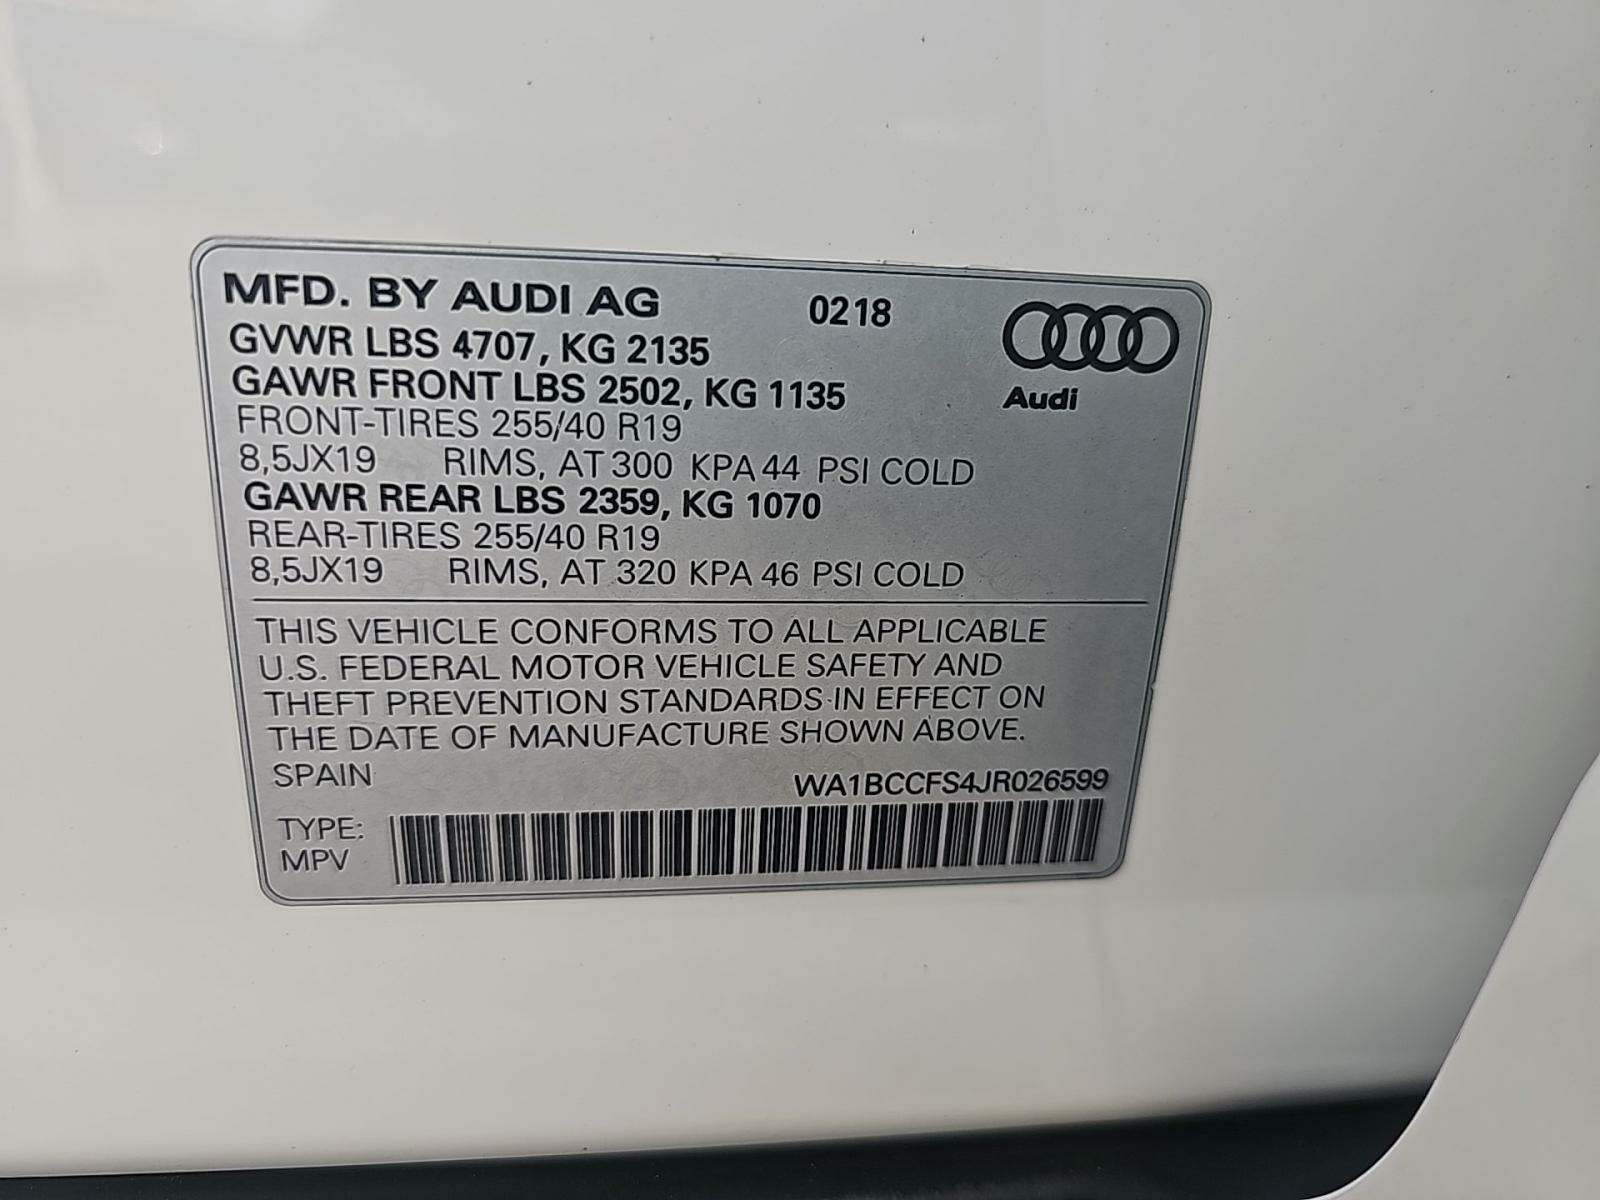 MFD. BY AUDI AG 0218
GVWR LBS 4707, KG 2135
GAWR FRONT LBS 2502, KG 1135
Audi
FRONT-TIRES 255/40 R19
8,5JX19 RIMS, AT 300 KPA 44 PSI COLD
GAWR REAR LBS 2359, KG 1070
REAR-TIRES 255/40 R19
8,5JX19 RIMS, AT 320 KPA 46 PSI COLD
THIS VEHICLE CONFORMS TO ALL APPLICABLE
U.S. FEDERAL MOTOR VEHICLE SAFETY AND
THEFT PREVENTION STANDARDS IN EFFECT ON
THE DATE OF MANUFACTURE SHOWN ABOVE.
SPAIN WA1BCCFS4JR026599
TYPE:
MPV